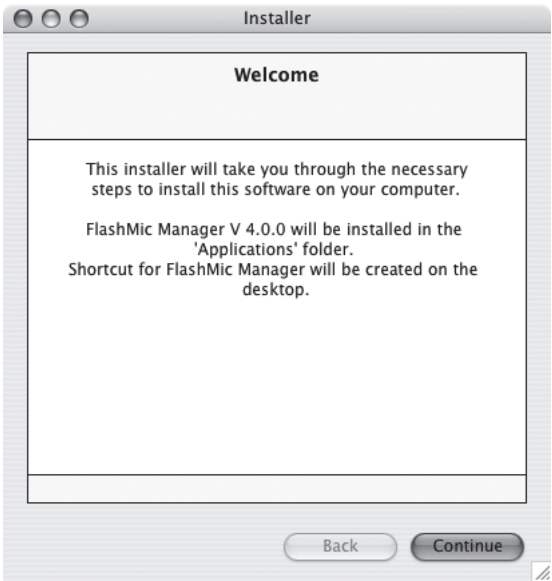 Installer
Welcome
This installer will take you through the necessary
steps to install this software on your computer.
FlashMic Manager V 4.0.0 will be installed in the
'Applications' folder.
Shortcut for FlashMic Manager will be created on the
desktop.
Back
Continue